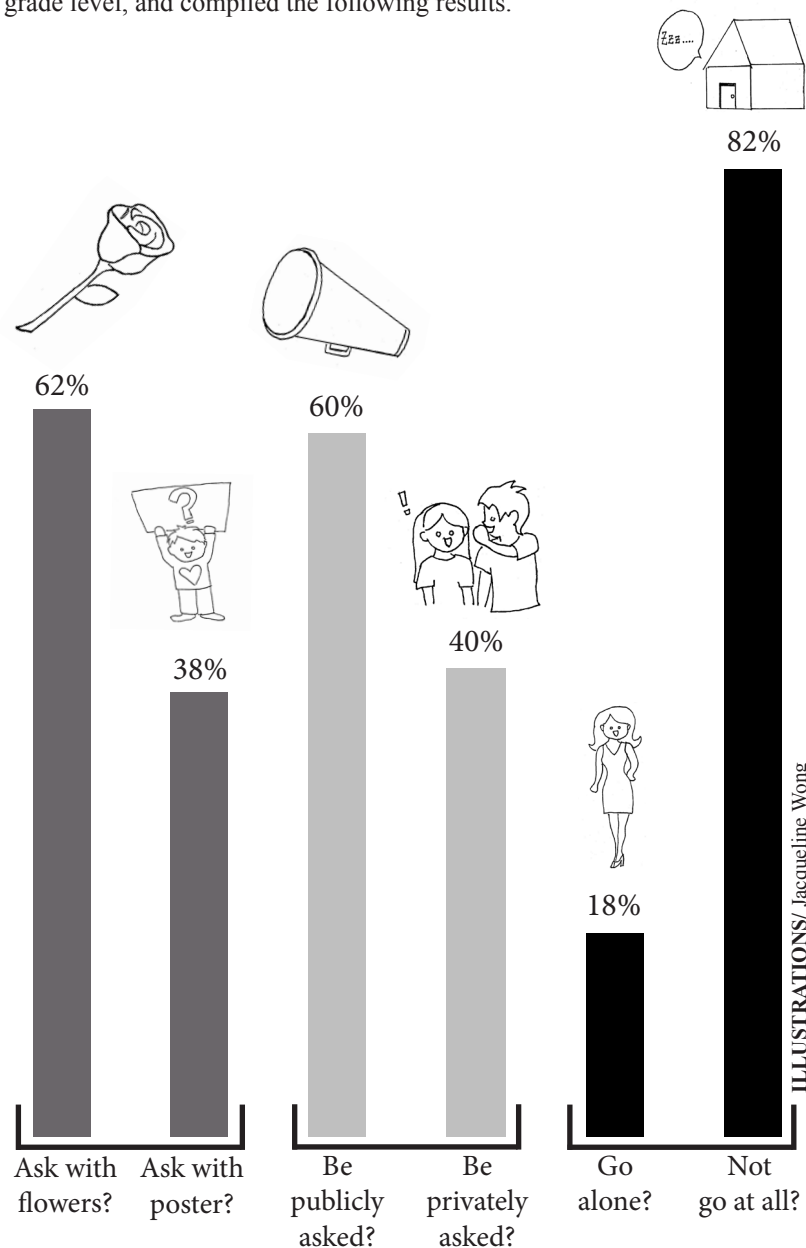 grade level, and compiled the following results.
Zzz....
82%
62%
60%
?
!
40%
38%
18%
ILLUSTRATIONS/ Jacqueline Wong
Ask with
flowers?
Ask with
poster?
Be
publicly
asked?
Be
privately
asked?
Go
alone?
Not
go at all?